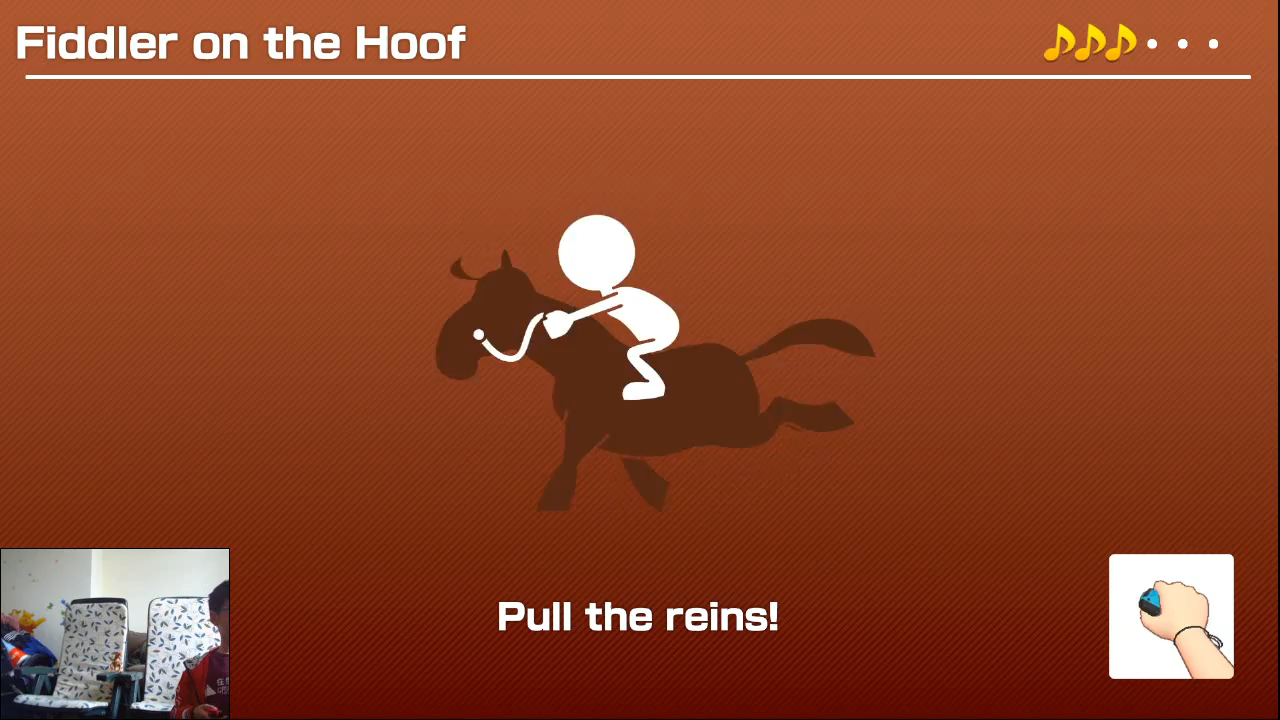 Fiddler on the Hoof
Pull the reins!